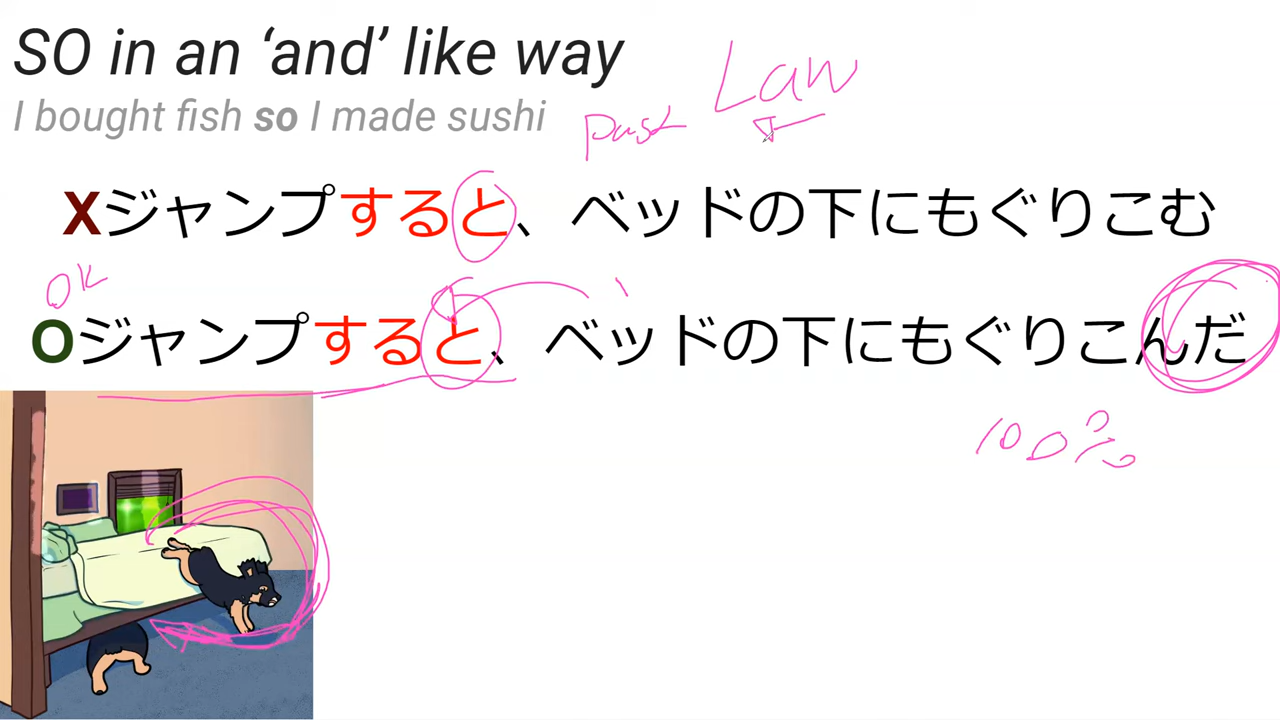 SO in an ‘and’ like way
I bought fish so I made sushi
Law
past
Xジャンプすると、ベッドの下にもぐりこむ
OK
Oジャンプすると、ベッドの下にもぐりこんだ
100%